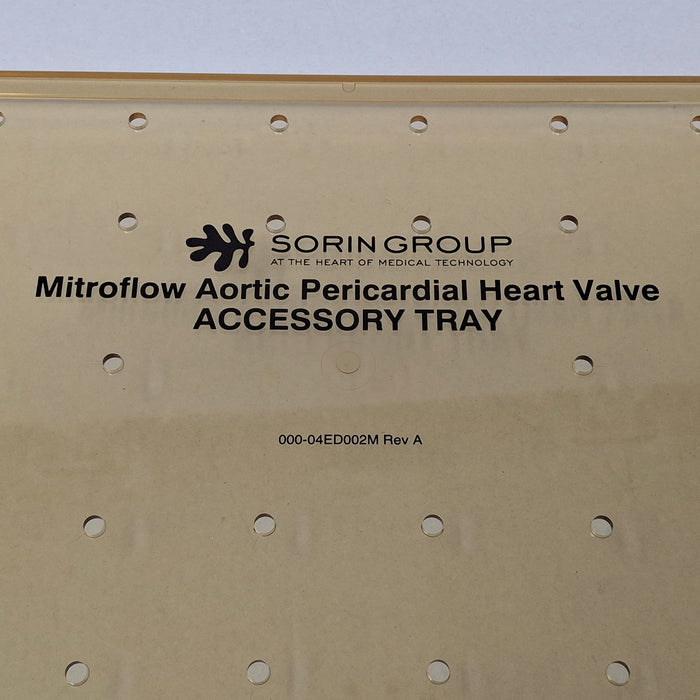 SORIN GROUP
AT THE HEART OF MEDICAL TECHNOLOGY
Mitroflow Aortic Pericardial Heart Valve
ACCESSORY TRAY
000-04ED002M Rev A